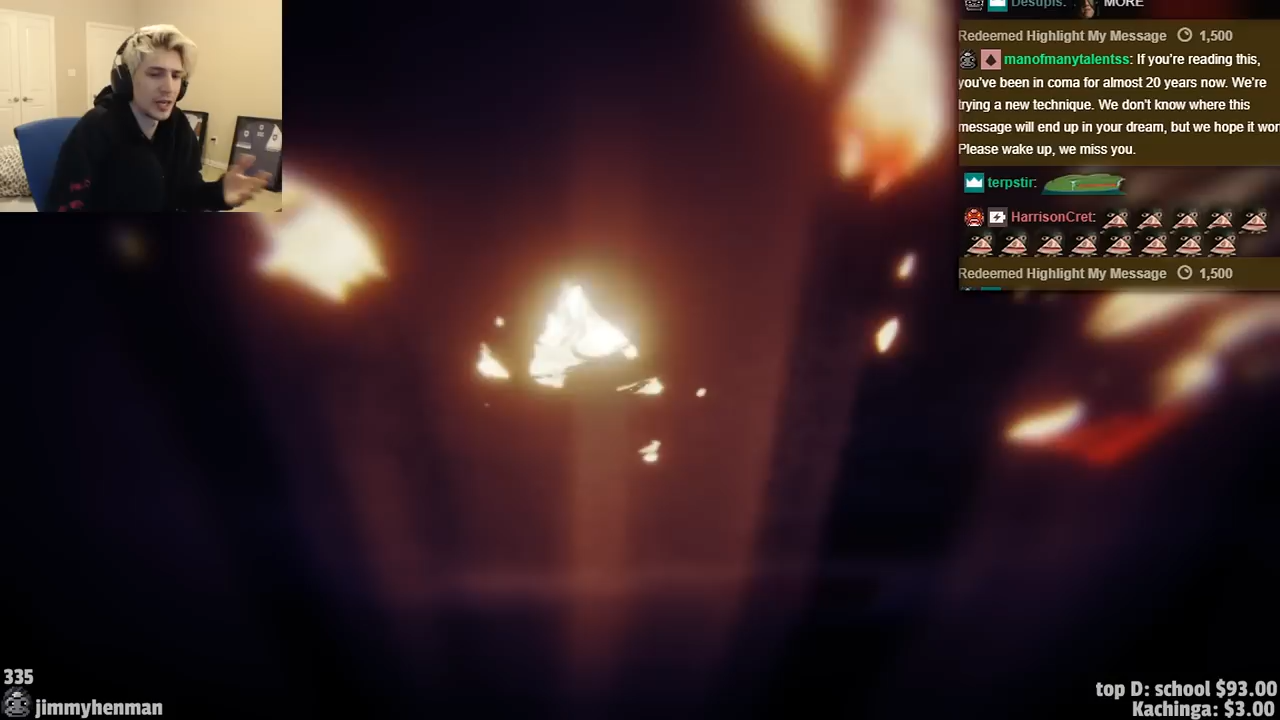 Desupis: MORE
Redeemed Highlight My Message 1,500
manofmanytalentss: If you're reading this,
you've been in coma for almost 20 years now. We're
trying a new technique. We don't know where this
message will end up in your dream, but we hope it wor
Please wake up, we miss you.
terpstir:
HarrisonCret:
Redeemed Highlight My Message 1,500
335
jimmyhenman
top D: school $93.00
Kachinga: $3.00